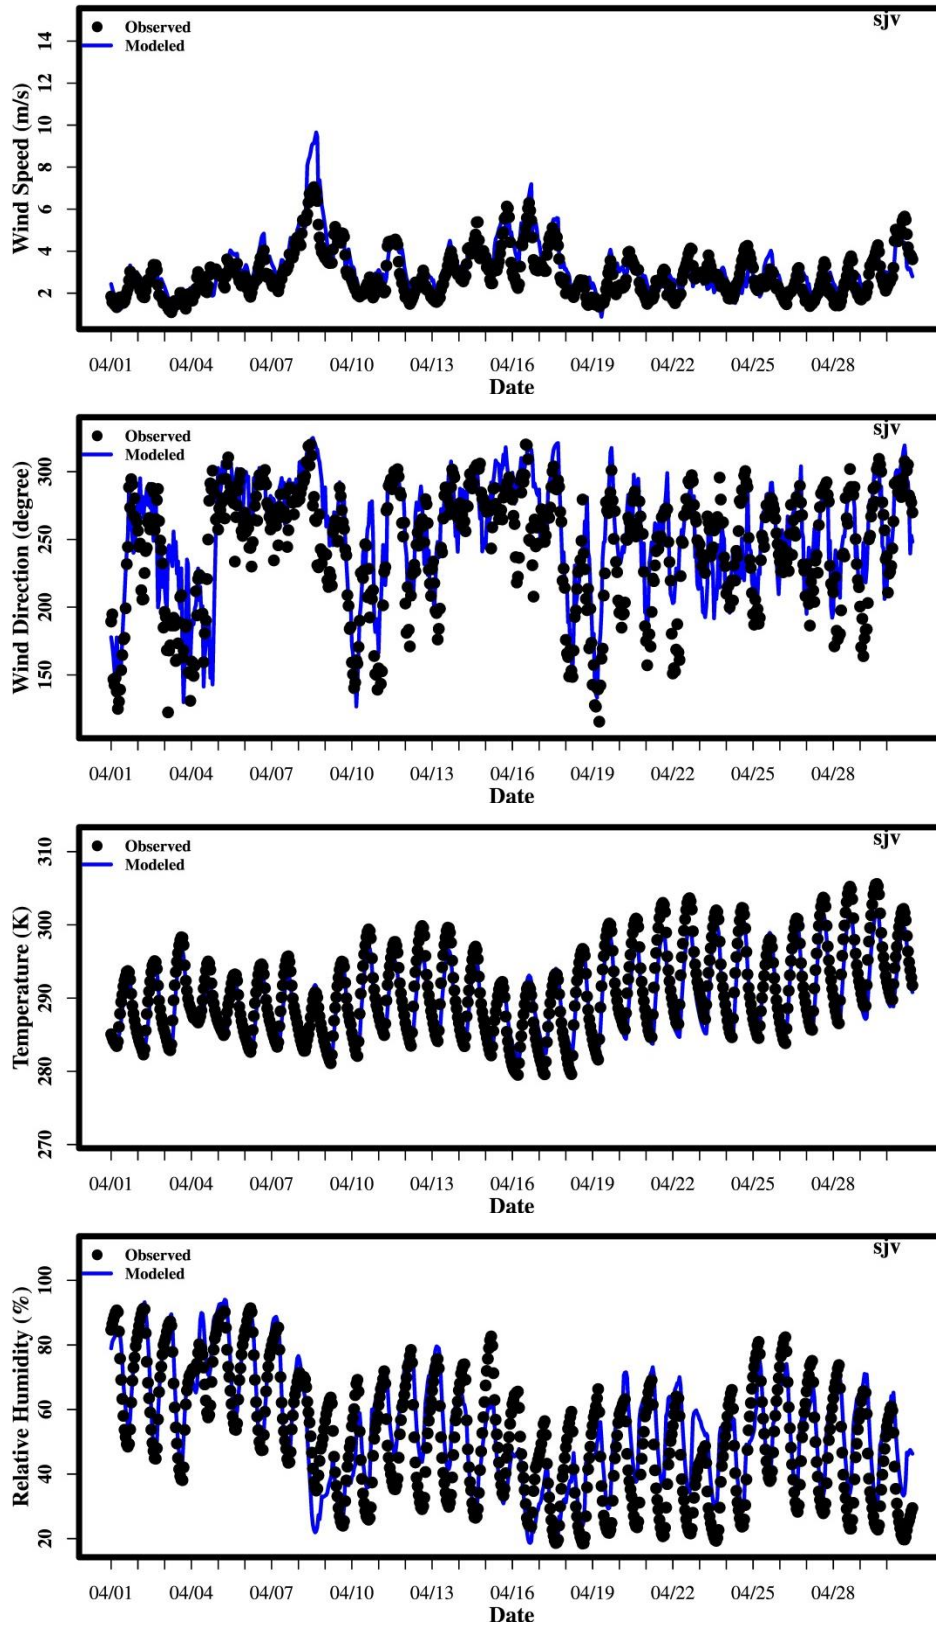 sjv
Observed
Modeled
Wind Speed (m/s)
2 4 6 8 10 12 14
04/01 04/04 04/07 04/10 04/13 04/16 04/19 04/22 04/25 04/28
Date
sjv
Observed
Modeled
Wind Direction (degree)
150 200 250 300
04/01 04/04 04/07 04/10 04/13 04/16 04/19 04/22 04/25 04/28
Date
sjv
Observed
Modeled
Temperature (K)
270 280 290 300 310
04/01 04/04 04/07 04/10 04/13 04/16 04/19 04/22 04/25 04/28
Date
sjv
Observed
Modeled
Relative Humidity (%)
20 40 60 80 100
04/01 04/04 04/07 04/10 04/13 04/16 04/19 04/22 04/25 04/28
Date